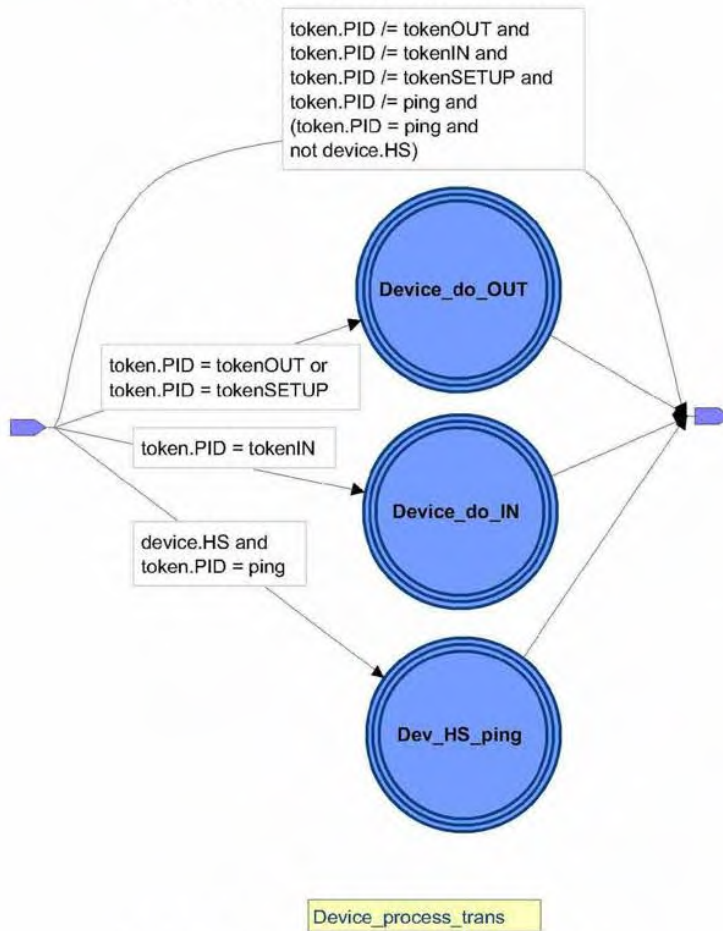 token.PID /= tokenOUT and
token.PID /= tokenIN and
token.PID /= tokenSETUP and
token.PID /= ping and
(token.PID = ping and
not device.HS)
Device_do_OUT
token.PID = tokenOUT or
token.PID = tokenSETUP
token.PID = tokenIN
Device_do_IN
device.HS and
token.PID = ping
Dev_HS_ping
Device_process_trans